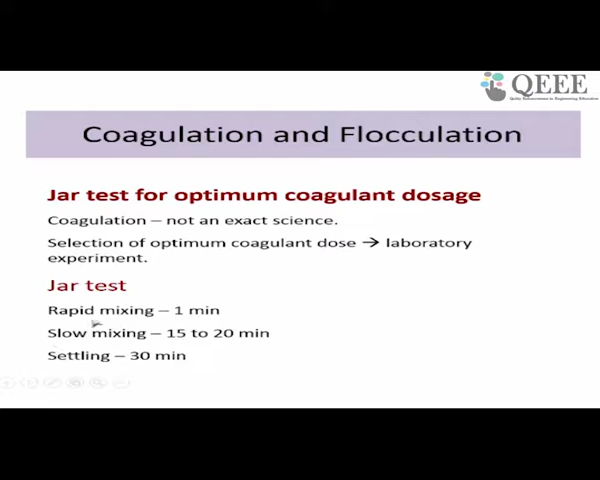 QEEE
Quality Enhancement in Engineering Education
Coagulation and Flocculation
Jar test for optimum coagulant dosage
Coagulation – not an exact science.
Selection of optimum coagulant dose → laboratory
experiment.
Jar test
Rapid mixing – 1 min
Slow mixing – 15 to 20 min
Settling – 30 min